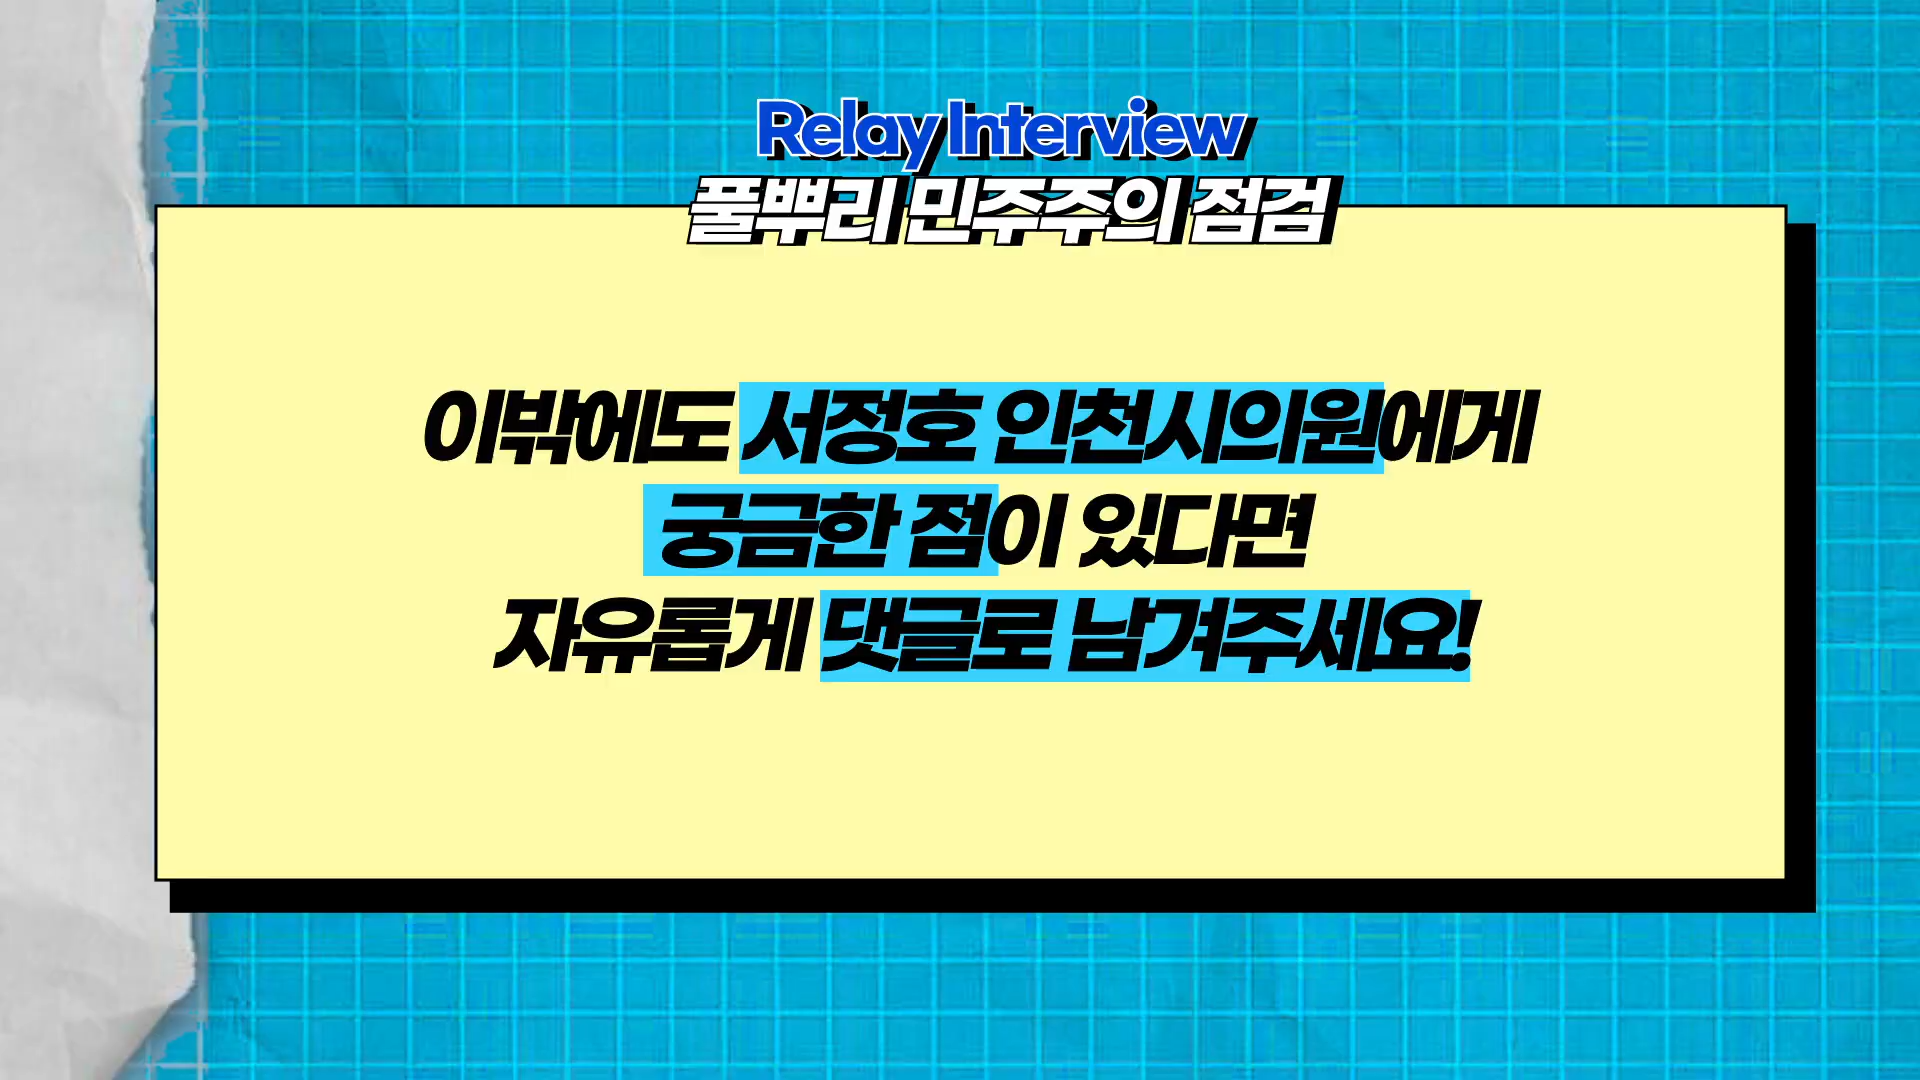 Relay Interview
풀뿌리 민주주의 점검
이밖에도 서정호 인천시의원에게
궁금한 점이 있다면
자유롭게 댓글로 남겨주세요!